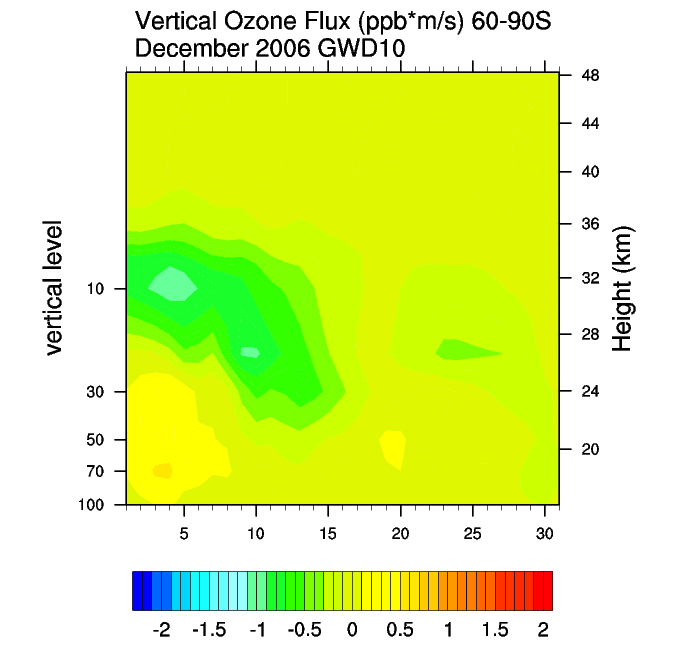 Vertical Ozone Flux (ppb*m/s) 60-90S
December 2006 GWD10
48
44
40
36
32
28
24
20
Height (km)
vertical level
10
30
50
70
100
5 10 15 20 25 30
-2 -1.5 -1 -0.5 0 0.5 1 1.5 2